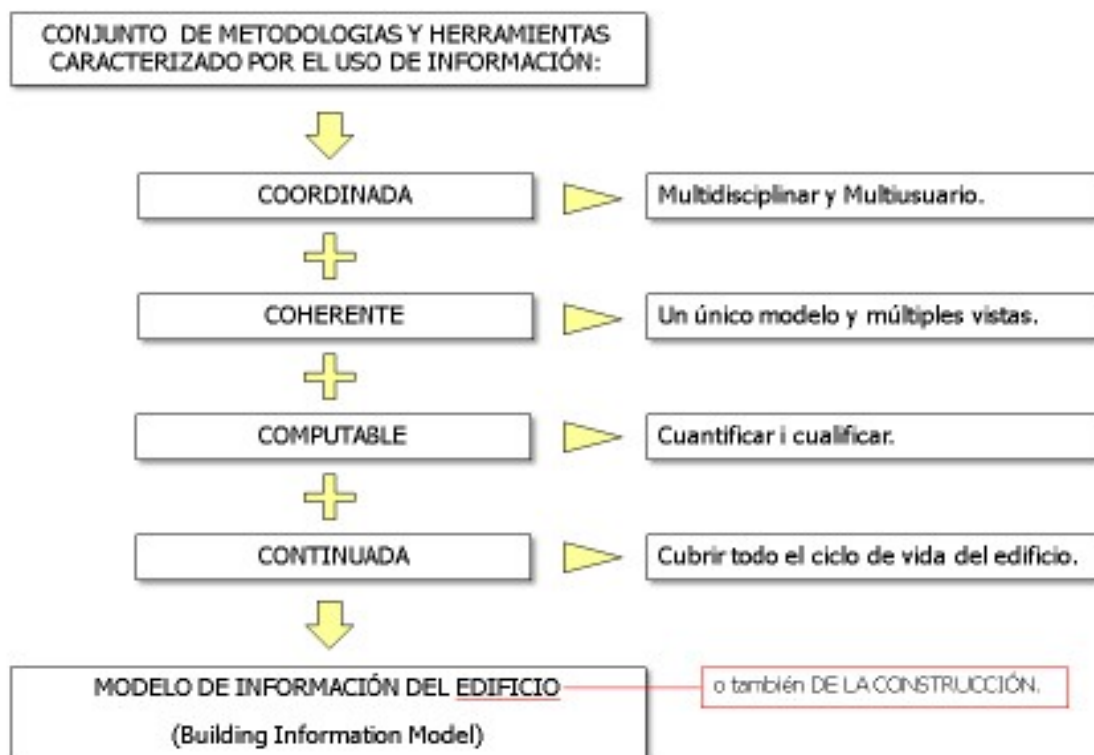 CONJUNTO DE METODOLOGIAS Y HERRAMIENTAS
CARACTERIZADO POR EL USO DE INFORMACIÓN:
COORDINADA
Multidisciplinar y Multiusuario.
COHERENTE
Un único modelo y múltiples vistas.
COMPUTABLE
Cuantificar i cualificar.
CONTINUADA
Cubrir todo el ciclo de vida del edificio.
MODELO DE INFORMACIÓN DEL EDIFICIO
o también DE LA CONSTRUCCIÓN.
(Building Information Model)